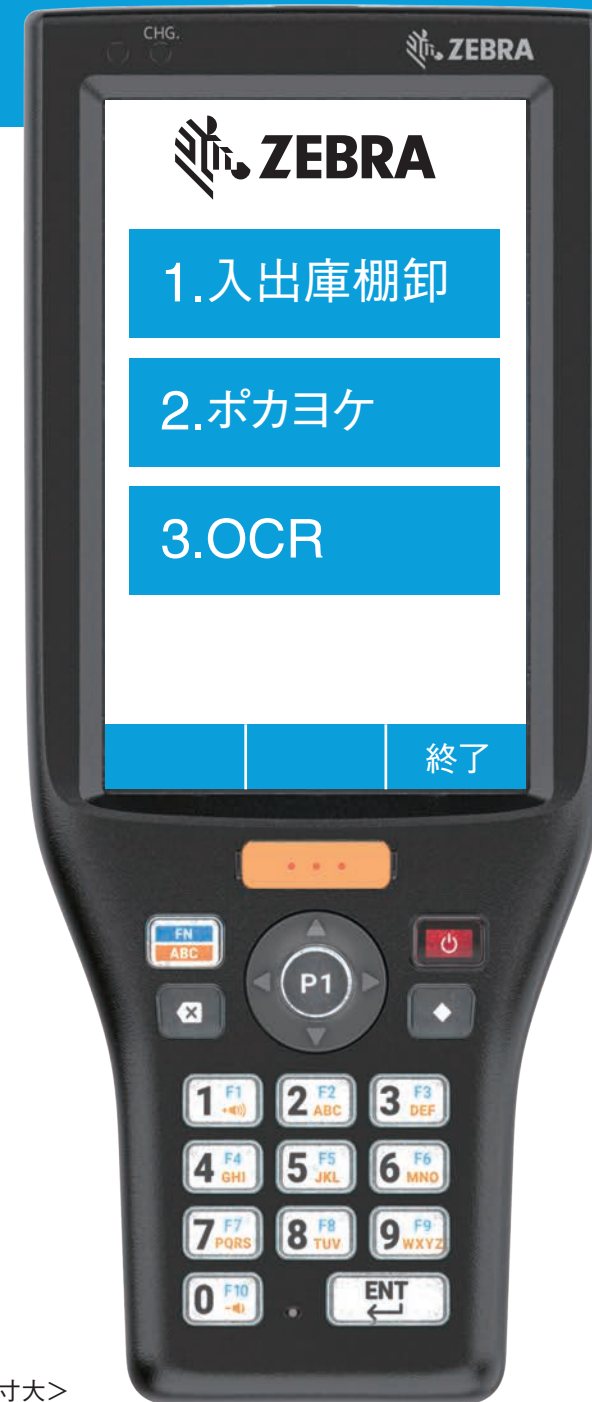 CHG.
ZEBRA
ZEBRA
1.入出庫棚卸
2.ポカヨケ
3.OCR
終了
FN
ABC
P1
1 F1
2 F2 ABC
3 F3 DEF
4 F4 GHI
5 F5 JKL
6 F6 MNO
7 F7 PQRS
8 F8 TUV
9 F9 WXYZ
0 F10
ENT
寸大＞